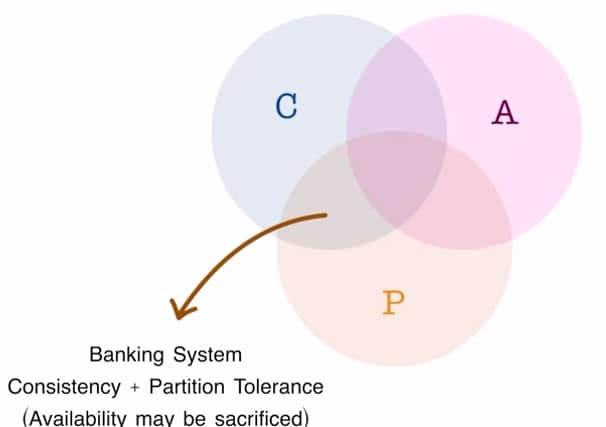 C
A
P
Banking System
Consistency + Partition Tolerance
(Availability may be sacrificed)